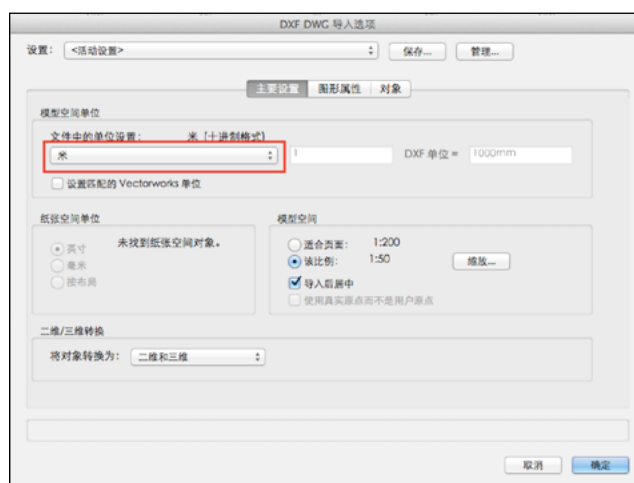 DXF DWG 导入选项
设置： <活动设置> 保存... 管理...
主要设置 图形属性 对象
模型空间单位
文件中的单位设置： 米 (十进制格式)
米 1 DXF 单位 = 1000mm
设置匹配的 Vectorworks 单位
纸张空间单位 模型空间
英寸 未找到纸张空间对象。 适合页面： 1:200
毫米 该比例： 1:50 缩放...
按布局 导入后居中
使用真实原点而不是用户原点
二维/三维转换
将对象转换为： 二维和三维
取消 确定